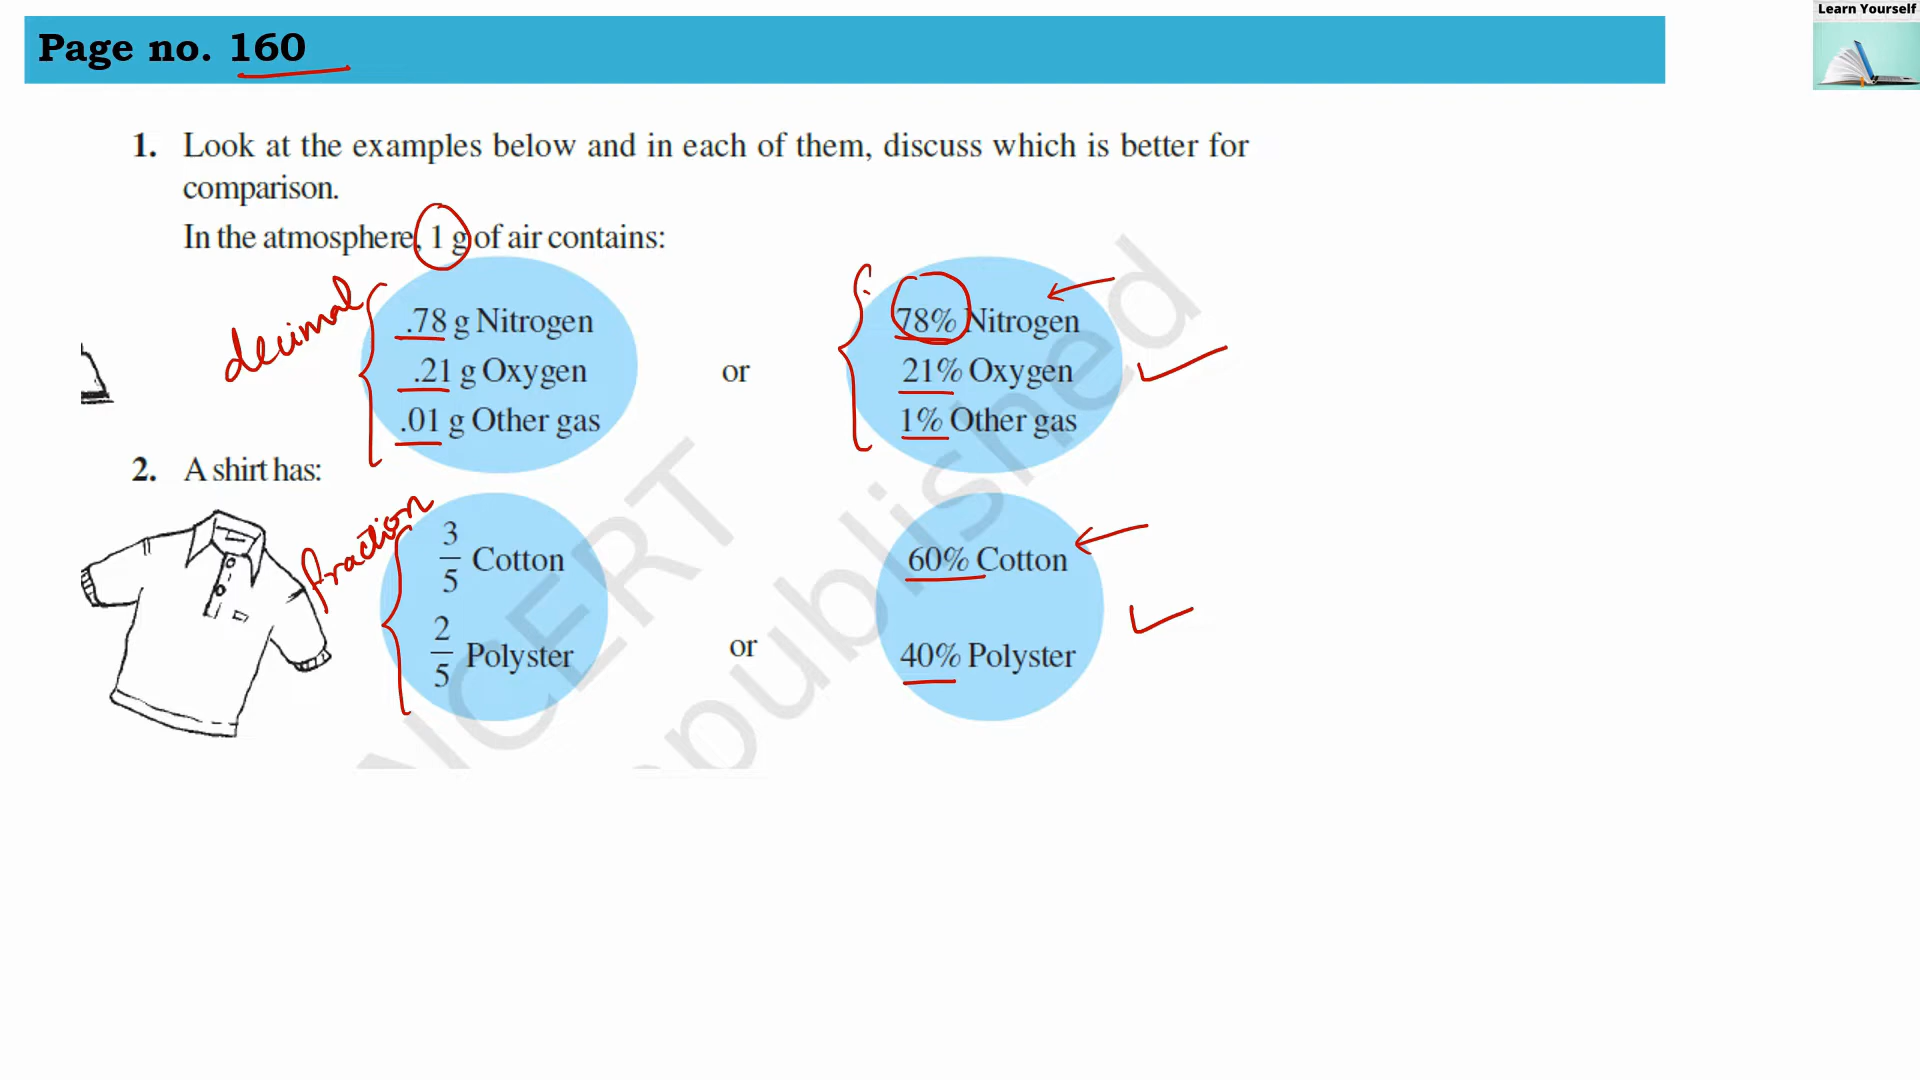 Learn Yourself
Page no. 160
1. Look at the examples below and in each of them, discuss which is better for
comparison.
In the atmosphere, 1 g of air contains:
decimal
.78 g Nitrogen
.21 g Oxygen
.01 g Other gas
or
78% Nitrogen
21% Oxygen
1% Other gas
2. A shirt has:
fraction
3/5 Cotton
2/5 Polyster
or
60% Cotton
40% Polyster
NCERT
republished